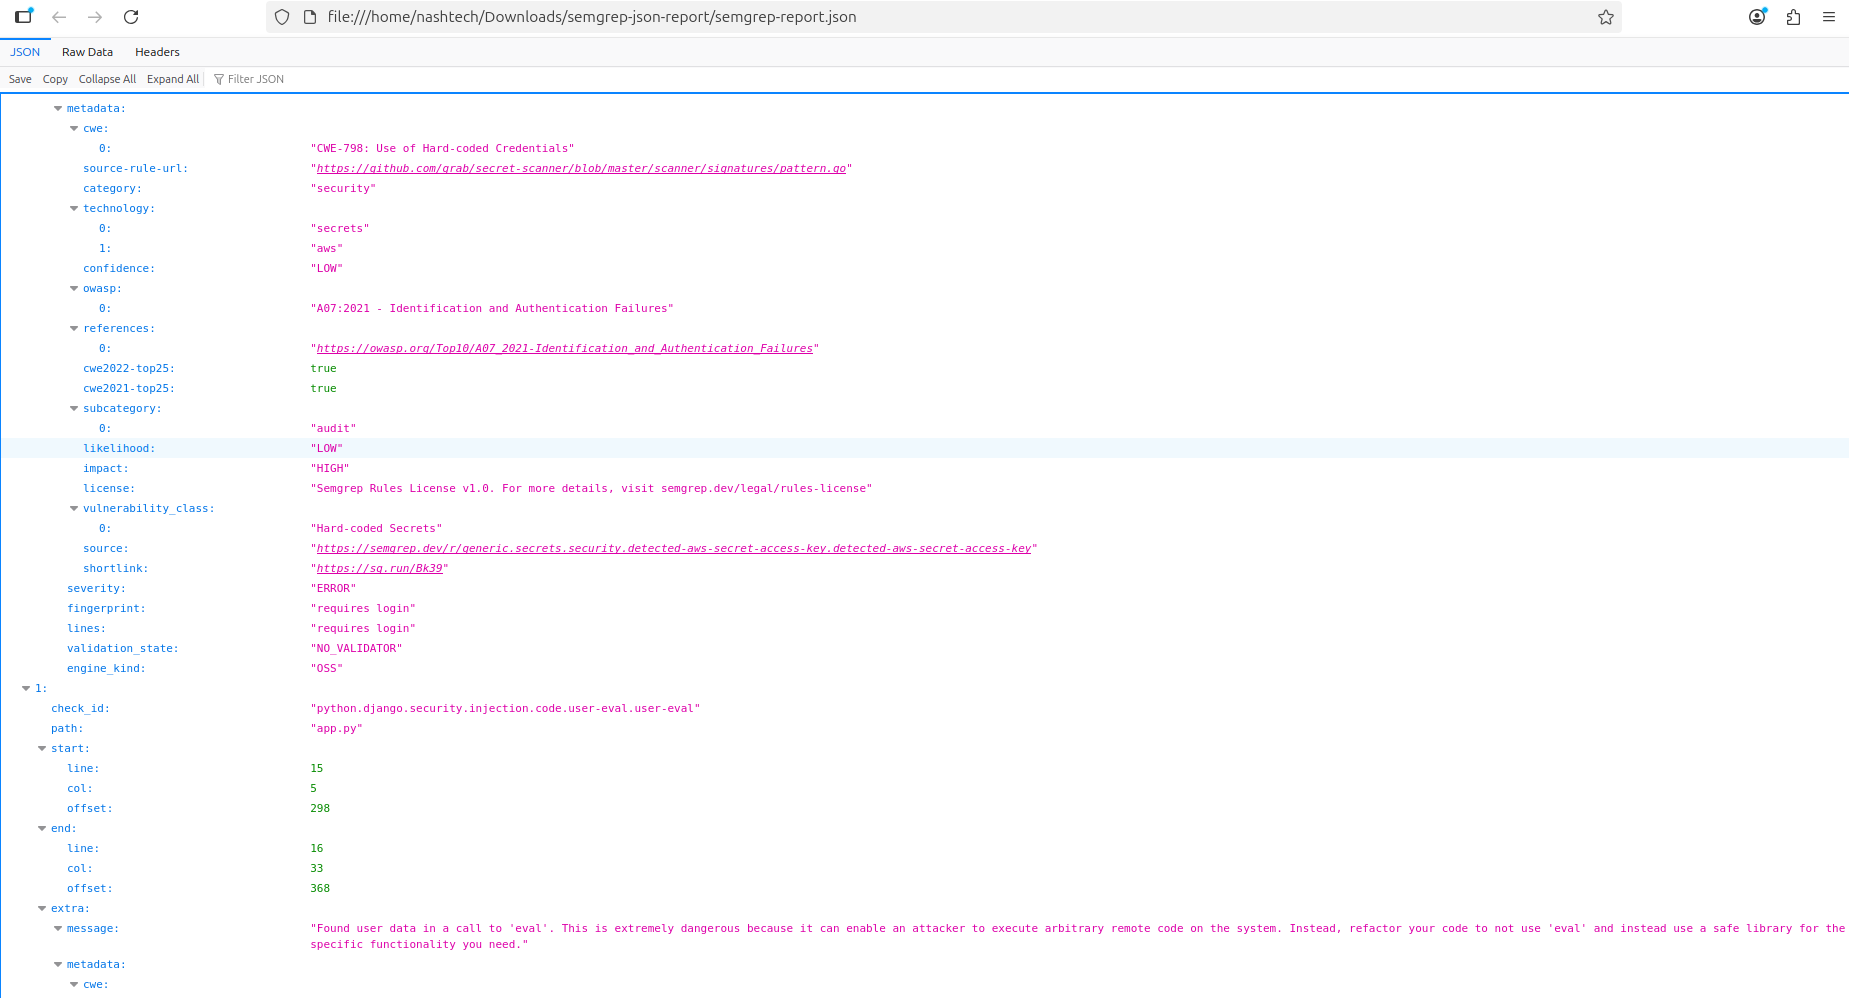 file:///home/nashtech/Downloads/semgrep-json-report/semgrep-report.json
JSON Raw Data Headers
Save Copy Collapse All Expand All Filter JSON
metadata:
cwe:
0: "CWE-798: Use of Hard-coded Credentials"
source-rule-url: "https://github.com/grab/secret-scanner/blob/master/scanner/signatures/pattern.go"
category: "security"
technology:
0: "secrets"
1: "aws"
confidence: "LOW"
owasp:
0: "A07:2021 - Identification and Authentication Failures"
references:
0: "https://owasp.org/Top10/A07_2021-Identification_and_Authentication_Failures"
cwe2022-top25: true
cwe2021-top25: true
subcategory:
0: "audit"
likelihood: "LOW"
impact: "HIGH"
license: "Semgrep Rules License v1.0. For more details, visit semgrep.dev/legal/rules-license"
vulnerability_class:
0: "Hard-coded Secrets"
source: "https://semgrep.dev/r/generic.secrets.security.detected-aws-secret-access-key.detected-aws-secret-access-key"
shortlink: "https://sg.run/Bk39"
severity: "ERROR"
fingerprint: "requires login"
lines: "requires login"
validation_state: "NO_VALIDATOR"
engine_kind: "OSS"
1:
check_id: "python.django.security.injection.code.user-eval.user-eval"
path: "app.py"
start:
line: 15
col: 5
offset: 298
end:
line: 16
col: 33
offset: 368
extra:
message: "Found user data in a call to 'eval'. This is extremely dangerous because it can enable an attacker to execute arbitrary remote code on the system. Instead, refactor your code to not use 'eval' and instead use a safe library for the
specific functionality you need."
metadata:
cwe: